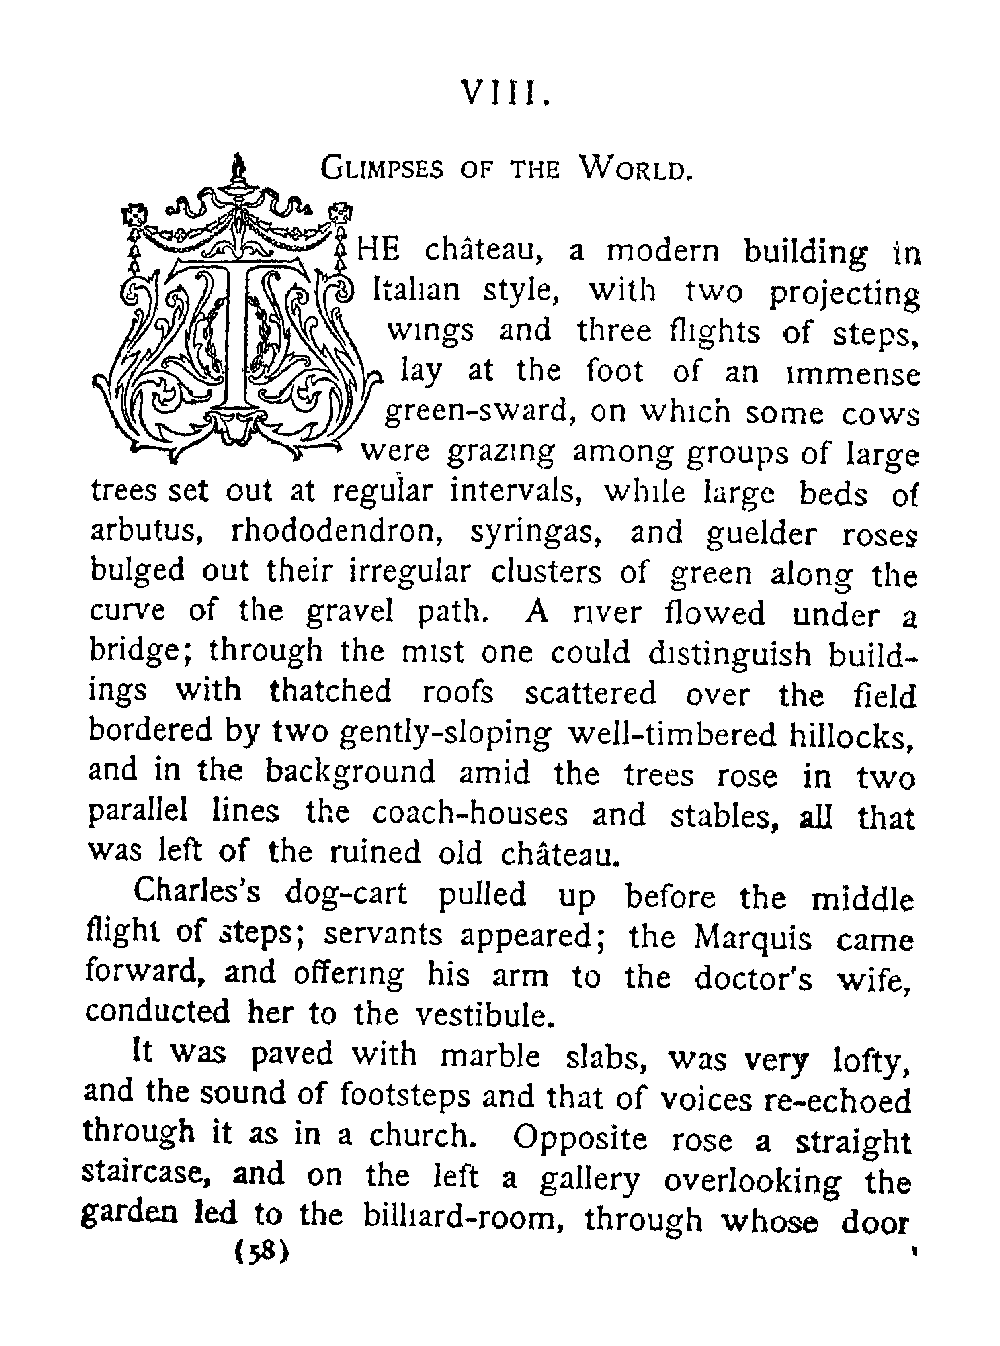 VIII.
GLIMPSES OF THE WORLD.
THE château, a modern building in
Italian style, with two projecting
wings and three flights of steps,
lay at the foot of an immense
green-sward, on which some cows
were grazing among groups of large
trees set out at regular intervals, while large beds of
arbutus, rhododendron, syringas, and guelder roses
bulged out their irregular clusters of green along the
curve of the gravel path. A river flowed under a
bridge; through the mist one could distinguish build-
ings with thatched roofs scattered over the field
bordered by two gently-sloping well-timbered hillocks,
and in the background amid the trees rose in two
parallel lines the coach-houses and stables, all that
was left of the ruined old château.
Charles's dog-cart pulled up before the middle
flight of steps; servants appeared; the Marquis came
forward, and offering his arm to the doctor's wife,
conducted her to the vestibule.
It was paved with marble slabs, was very lofty,
and the sound of footsteps and that of voices re-echoed
through it as in a church. Opposite rose a straight
staircase, and on the left a gallery overlooking the
garden led to the billiard-room, through whose door
(58)